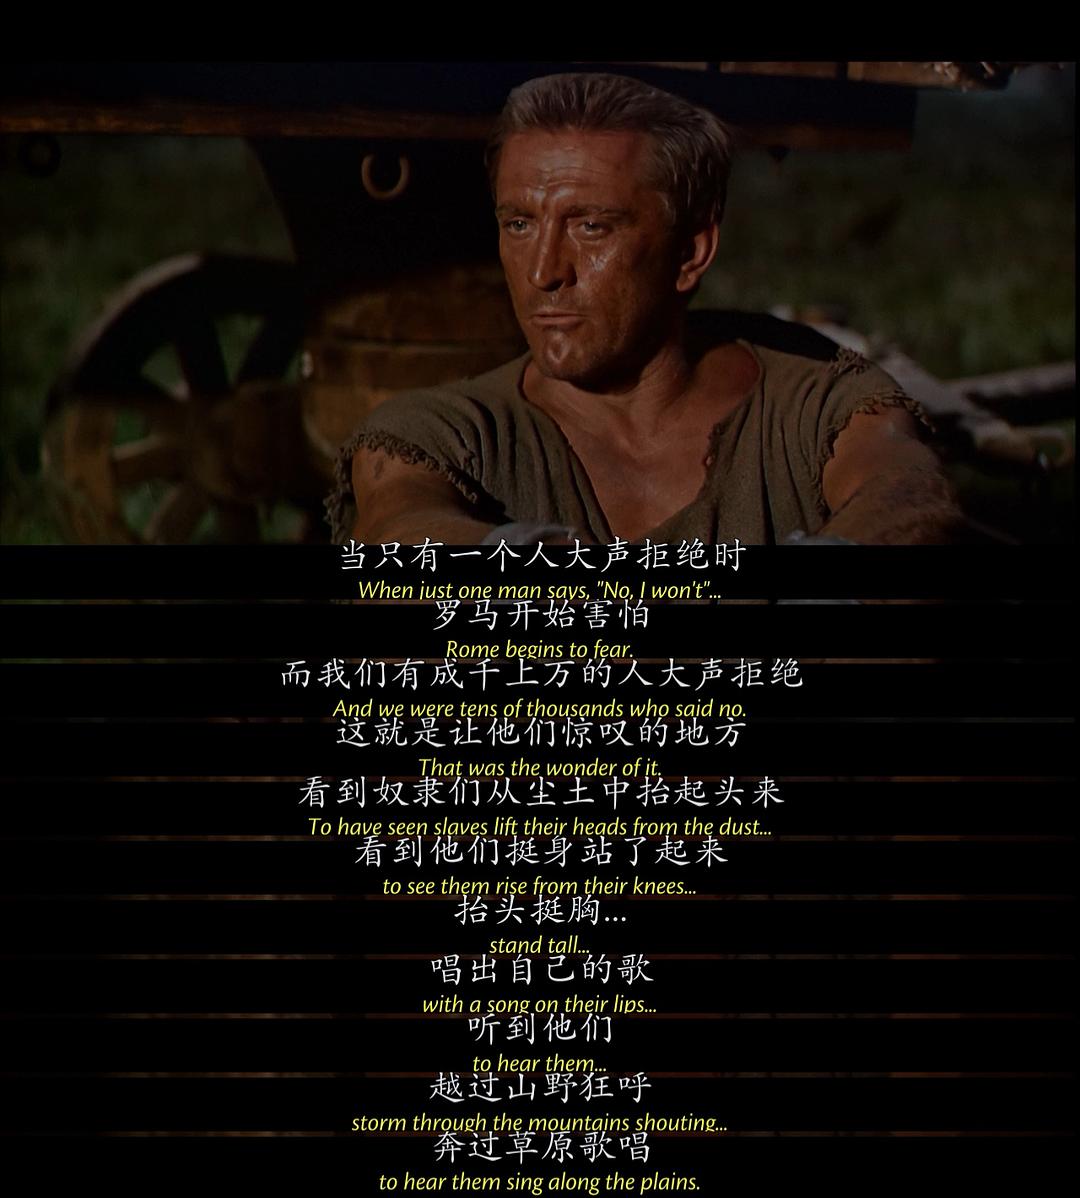 当只有一个人大声拒绝时
When just one man says, "No, I won't"...
罗马开始害怕
Rome begins to fear.
而我们有成千上万的人大声拒绝
And we were tens of thousands who said no.
这就是让他们惊叹的地方
That was the wonder of it.
看到奴隶们从尘土中抬起头来
To have seen slaves lift their heads from the dust...
看到他们挺身站了起来
to see them rise from their knees...
抬头挺胸...
stand tall...
唱出自己的歌
with a song on their lips...
听到他们
to hear them...
越过山野狂呼
storm through the mountains shouting...
奔过草原歌唱
to hear them sing along the plains.